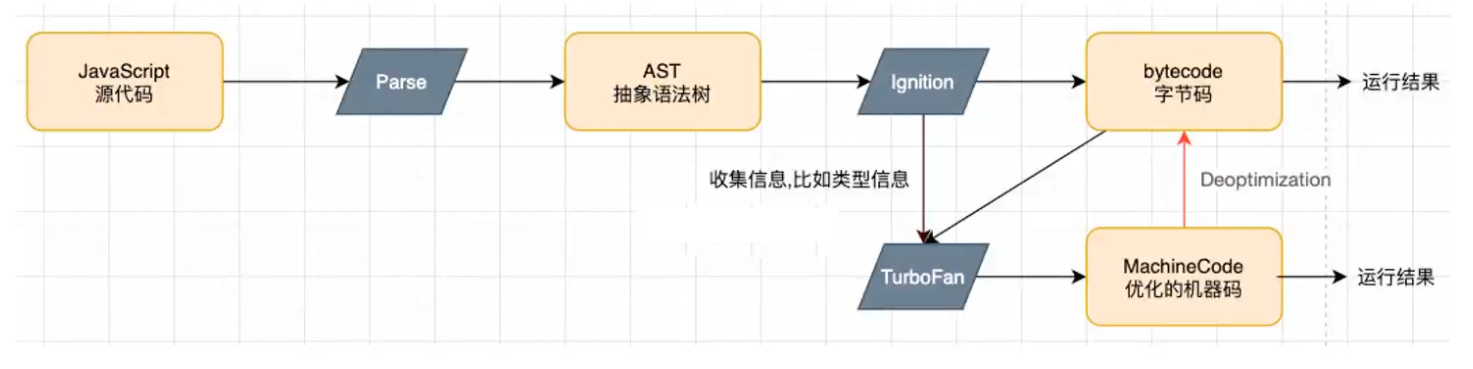 JavaScript
源代码
Parse
AST
抽象语法树
Ignition
bytecode
字节码
运行结果
收集信息,比如类型信息
Deoptimization
TurboFan
MachineCode
优化的机器码
运行结果